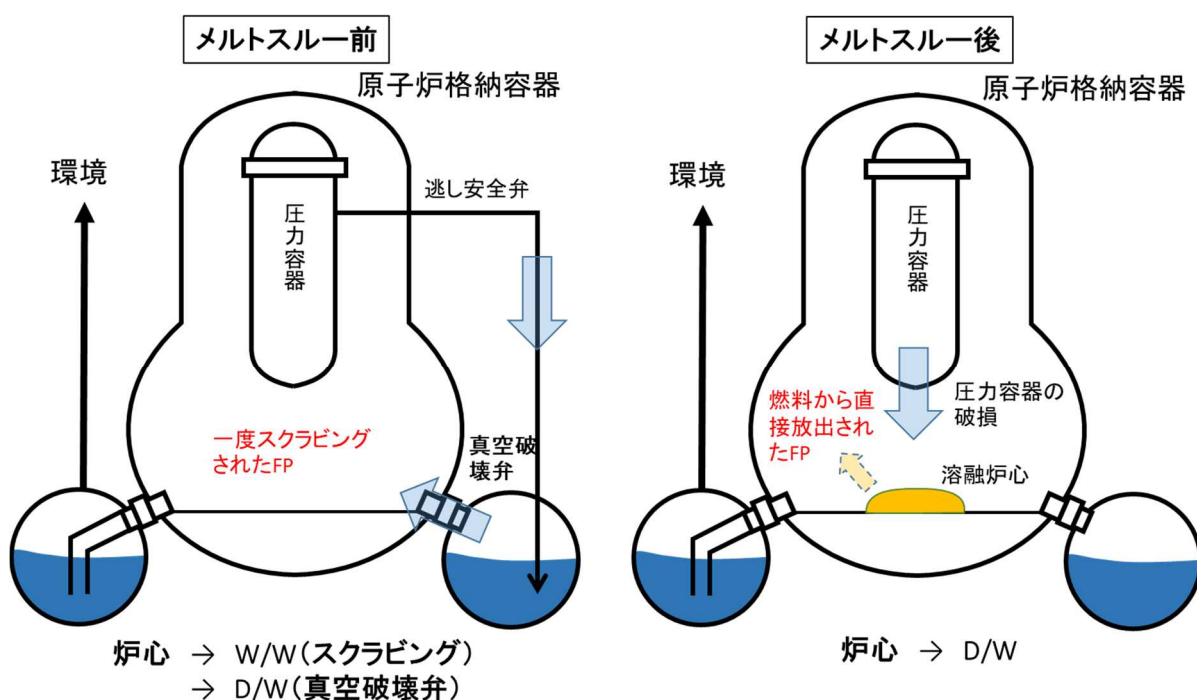 メルトスルー前
原子炉格納容器
環境
逃し安全弁
圧力容器
一度スクラビング
されたFP
真空破
壊弁
炉心 → W/W(スクラビング)
→ D/W(真空破壊弁)
メルトスルー後
原子炉格納容器
環境
圧力容器
燃料から直
接放出され
たFP
圧力容器の
破損
溶融炉心
炉心 → D/W